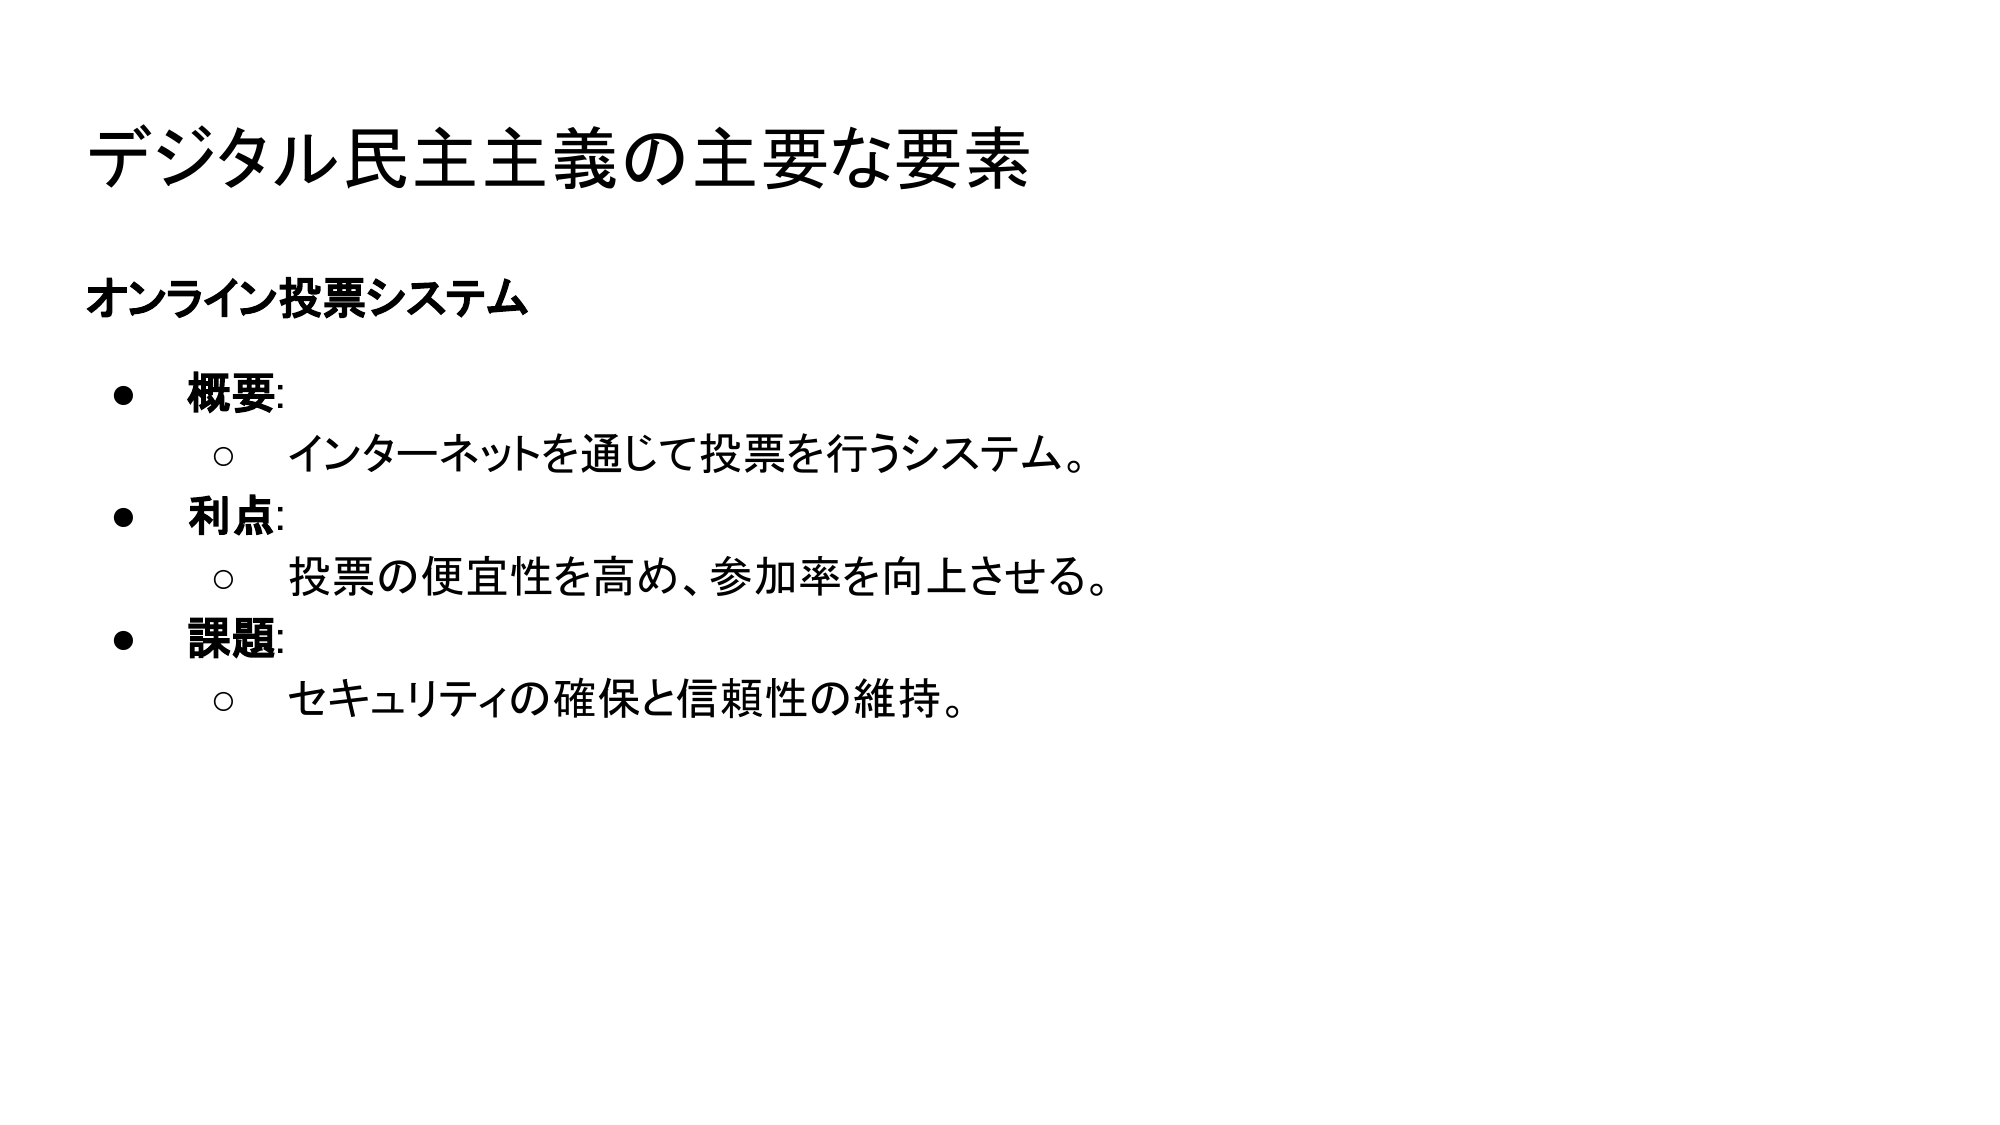 デジタル民主主義の主要な要素
オンライン投票システム
● 概要:
○ インターネットを通じて投票を行うシステム。
● 利点:
○ 投票の便宜性を高め、参加率を向上させる。
● 課題:
○ セキュリティの確保と信頼性の維持。